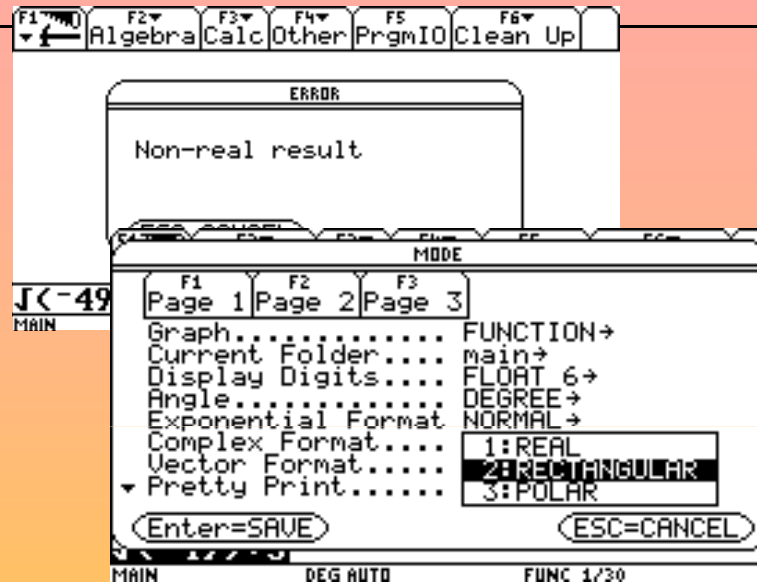 F1 F2 F3 F4 F5 F6
Algebra Calc Other PrgmIO Clean Up
ERROR
Non-real result
√(-49
MAIN
MODE
F1 F2 F3
Page 1 Page 2 Page 3
Graph............. FUNCTION→
Current Folder.... main→
Display Digits.... FLOAT 6→
Angle............. DEGREE→
Exponential Format NORMAL→
Complex Format.... 1:REAL
Vector Format..... 2:RECTANGULAR
Pretty Print...... 3:POLAR
Enter=SAVE ESC=CANCEL
MAIN DEG AUTO FUNC 1/30